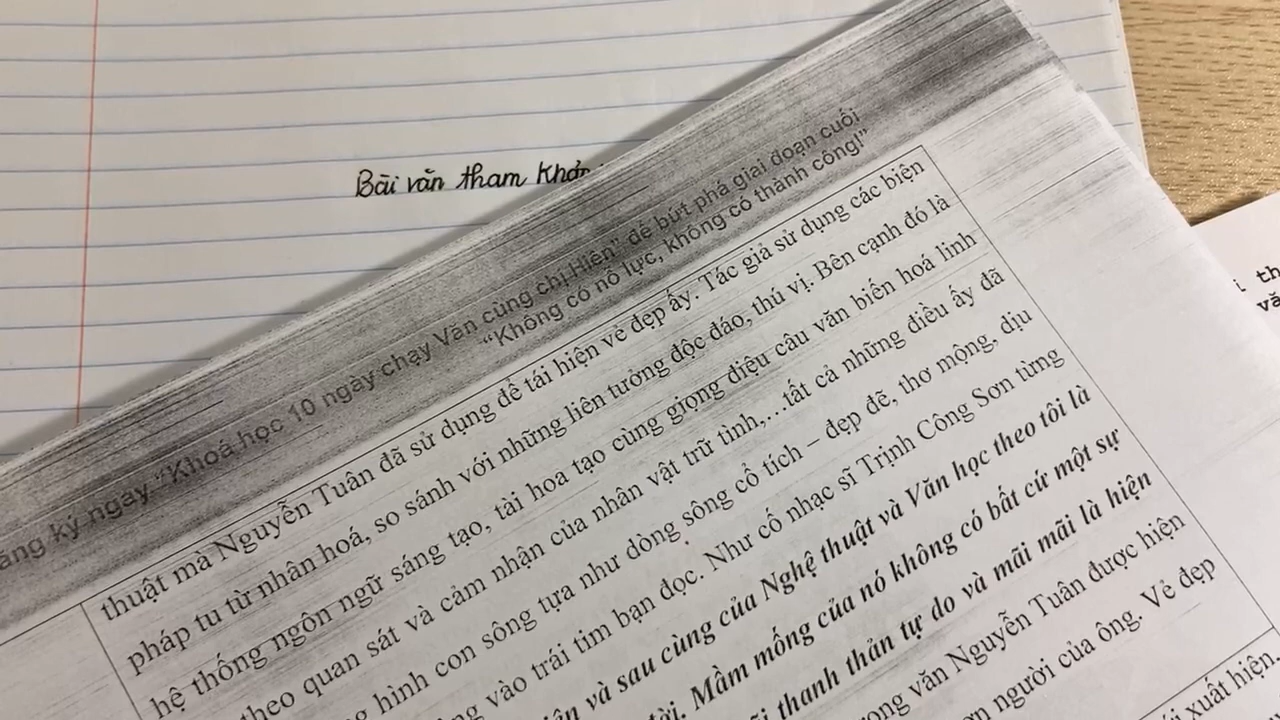 Bài văn tham khảo
ăng ký ngay “Khoá học 10 ngày chạy Văn cùng chị Hiên” để bứt phá giai đoạn cuối
“Không có nỗ lực, không có thành công!”
thuật mà Nguyễn Tuân đã sử dụng để tái hiện vẻ đẹp ấy. Tác giả sử dụng các biện
pháp tu từ nhân hoá, so sánh với những liên tưởng độc đáo, thú vị. Bên cạnh đó là
hệ thống ngôn ngữ sáng tạo, tài hoa tạo cùng giọng điệu câu văn biến hoá linh
theo quan sát và cảm nhận của nhân vật trữ tình,…tất cả những điều ấy đã
hình con sông tựa như dòng sông cổ tích – đẹp đẽ, thơ mộng, dịu
vào trái tim bạn đọc. Như cố nhạc sĩ Trịnh Công Sơn từng
và sau cùng của Nghệ thuật và Văn học theo tôi là
Mầm mống của nó không có bất cứ một sự
thanh thản tự do và mãi mãi là hiện
văn Nguyễn Tuân được hiện
người của ông. Vẻ đẹp
xuất hiện,
th
vă